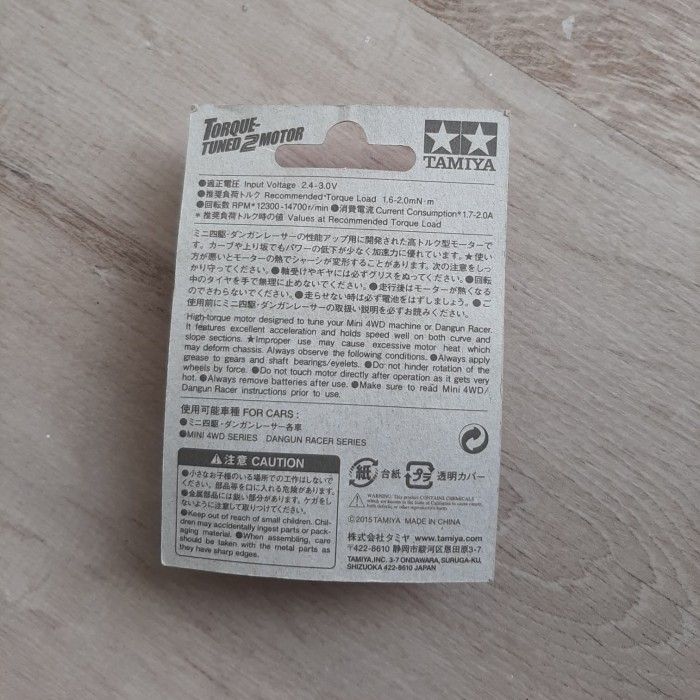 TORQUE-
TUNED 2 MOTOR
TAMIYA
●適正電圧 Input Voltage 2.4-3.0V
●推奨負荷トルク Recommended Torque Load 1.6-2.0mN·m
●回転数 RPM*12300-14700r/min ●消費電流 Current Consumption*1.7-2.0A
* 推奨負荷トルク時の値 Values at Recommended Torque Load
ミニ四駆・ダンガンレーサーの性能アップ用に開発された高トルク型モーターで
す。カーブや上り坂でもパワーの低下が少なく加速力に優れています。★使い
方が悪いとモーターの熱でシャーシが変形することがあります。次の注意をしっ
かり守ってください。●軸受けやギヤには必ずグリスをぬってください。●回転
中のタイヤを手で無理に止めないでください。●走行後はモーターが熱くなる
のでさわらないでください。●走らせない時は必ず電池をはずしましょう。●ご
使用前にミニ四駆・ダンガンレーサーの取扱い説明を必ずお読みください。
High-torque motor designed to tune your Mini 4WD machine or Dangun Racer.
It features excellent acceleration and holds speed well on both curve and
slope sections. ★Improper use may cause excessive motor heat which
may deform chassis. Always observe the following conditions. ●Always apply
grease to gears and shaft bearings/eyelets. ●Do not hinder rotation of the
wheels by force. ●Do not touch motor directly after operation as it gets very
hot. ●Always remove batteries after use. ●Make sure to read Mini 4WD/
Dangun Racer instructions prior to use.
使用可能車種 FOR CARS :
●ミニ四駆・ダンガンレーサー各車
●MINI 4WD SERIES DANGUN RACER SERIES
注意 CAUTION
●小さなお子様のいる場所での工作はしないで
ください。部品等を口に入れる危険があります。
●金属部品には鋭い部分があります。ケガをし
ないように注意して取りつけてください。
●Keep out of reach of small children. Chil-
dren may accidentally ingest parts or pack-
aging material. ●When assembling, care
should be taken with the metal parts as
they have sharp edges.
紙 台紙 プラ 透明カバー
WARNING: This product CONTAINS CHEMICALS
which are known to the State of California to cause cancer,
birth defects, or other reproductive harm.
©2015 TAMIYA MADE IN CHINA
株式会社タミヤ www.tamiya.com
〒422-8610 静岡市駿河区恩田原3-7
TAMIYA,INC. 3-7 ONDAWARA, SURUGA-KU,
SHIZUOKA 422-8610 JAPAN